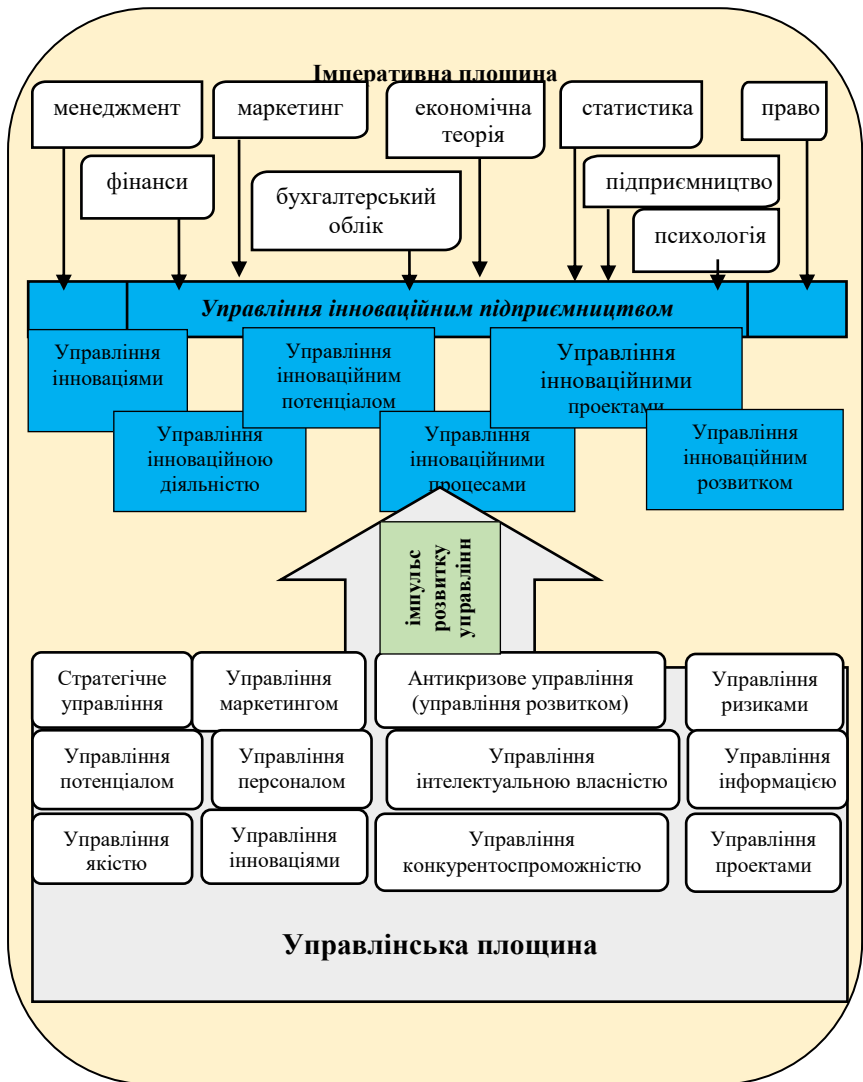 Імперативна площина
менеджмент
маркетинг
економічна
теорія
статистика
право
фінанси
бухгалтерський
облік
підприємництво
психологія
Управління інноваційним підприємництвом
Управління
інноваціями
Управління
інноваційним
потенціалом
Управління
інноваційними
проектами
Управління
інноваційною
діяльністю
Управління
інноваційними
процесами
Управління
інноваційним
розвитком
імпульс
розвитку
управлінн
Стратегічне
управління
Управління
маркетингом
Антикризове управління
(управління розвитком)
Управління
ризиками
Управління
потенціалом
Управління
персоналом
Управління
інтелектуальною власністю
Управління
інформацією
Управління
якістю
Управління
інноваціями
Управління
конкурентоспроможністю
Управління
проектами
Управлінська площина